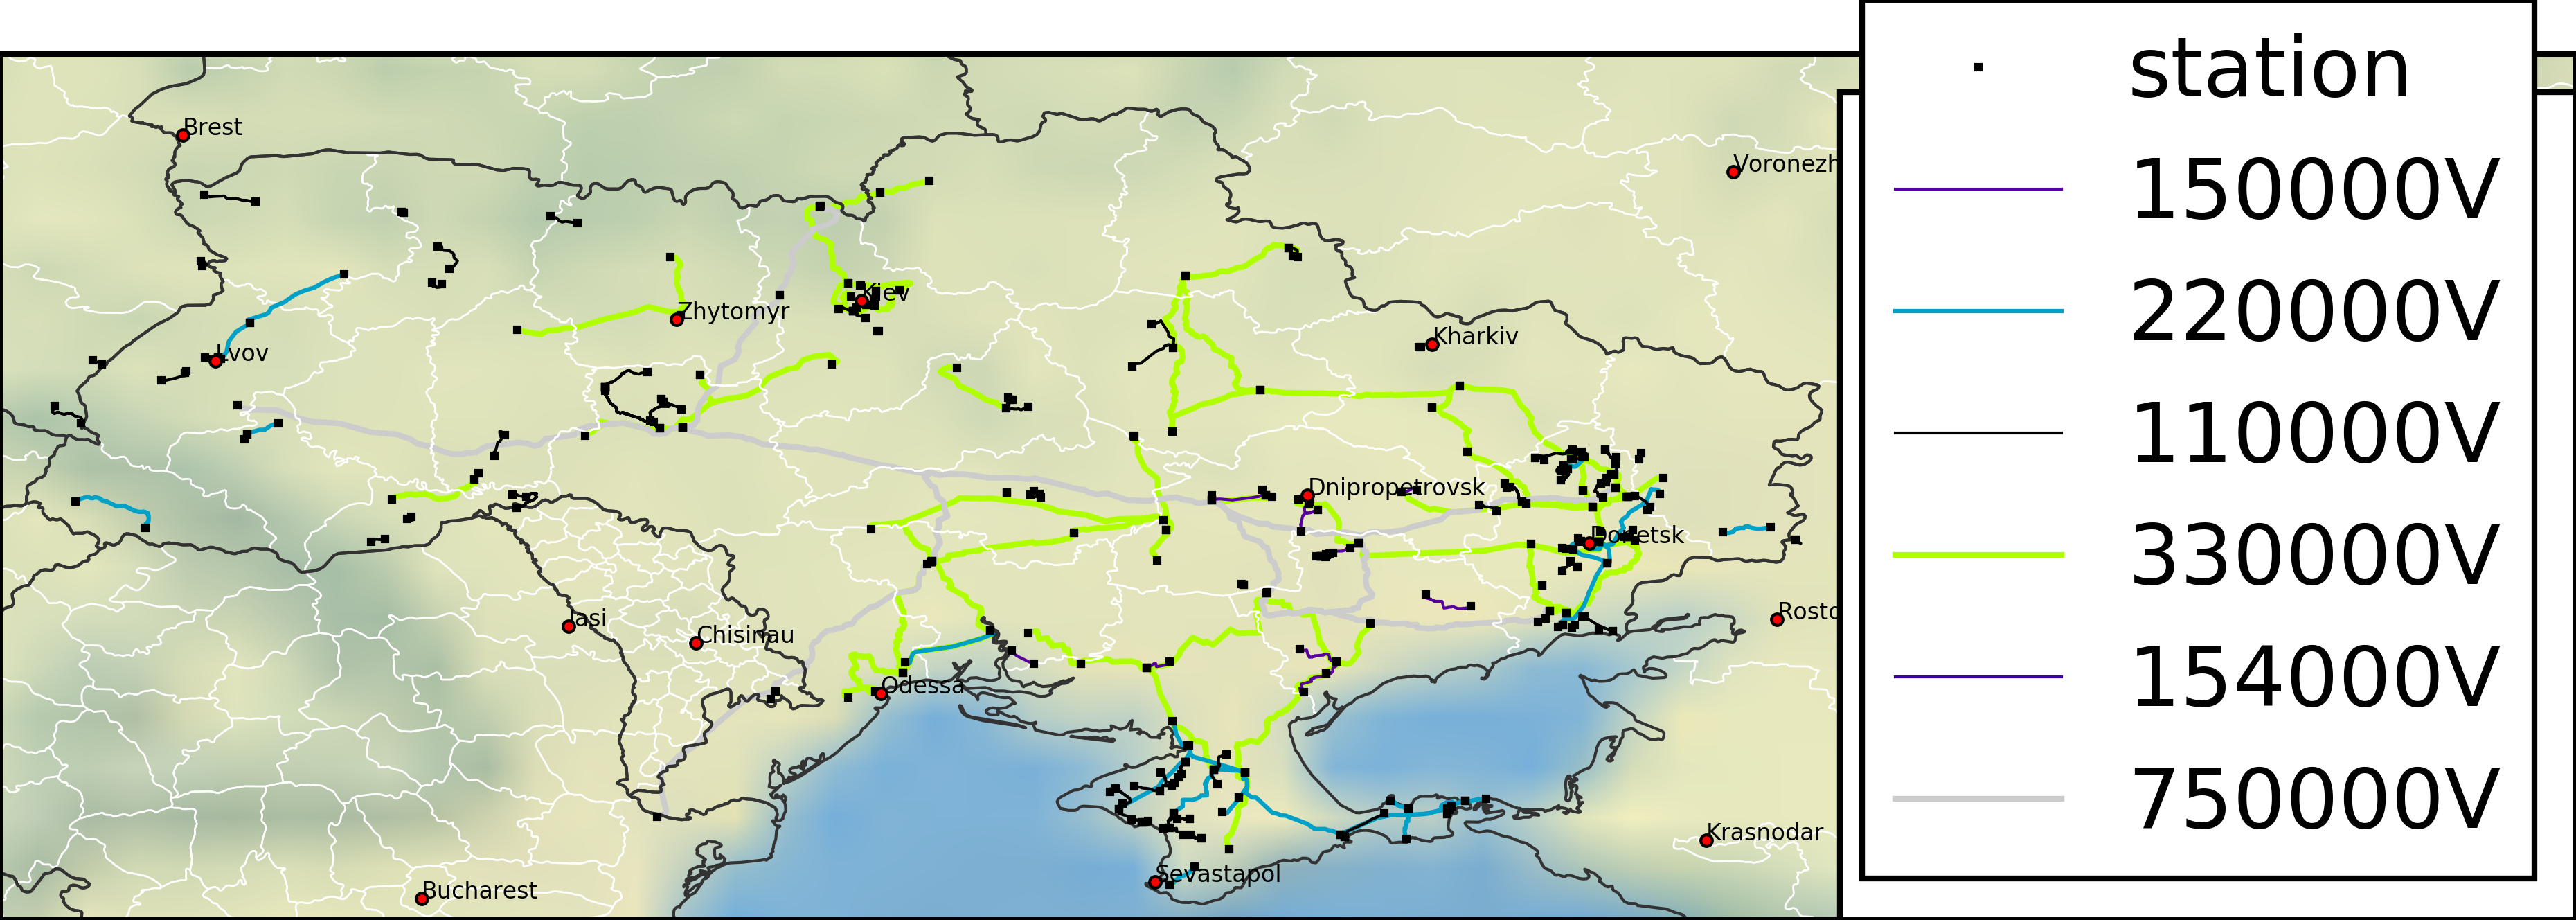 station
150000V
220000V
110000V
330000V
154000V
750000V
Brest
Voronezh
Kiev
Zhytomyr
Kharkiv
Lvov
Dnipropetrovsk
Donetsk
Iasi
Chisinau
Rosto
Odessa
Krasnodar
Sevastapol
Bucharest